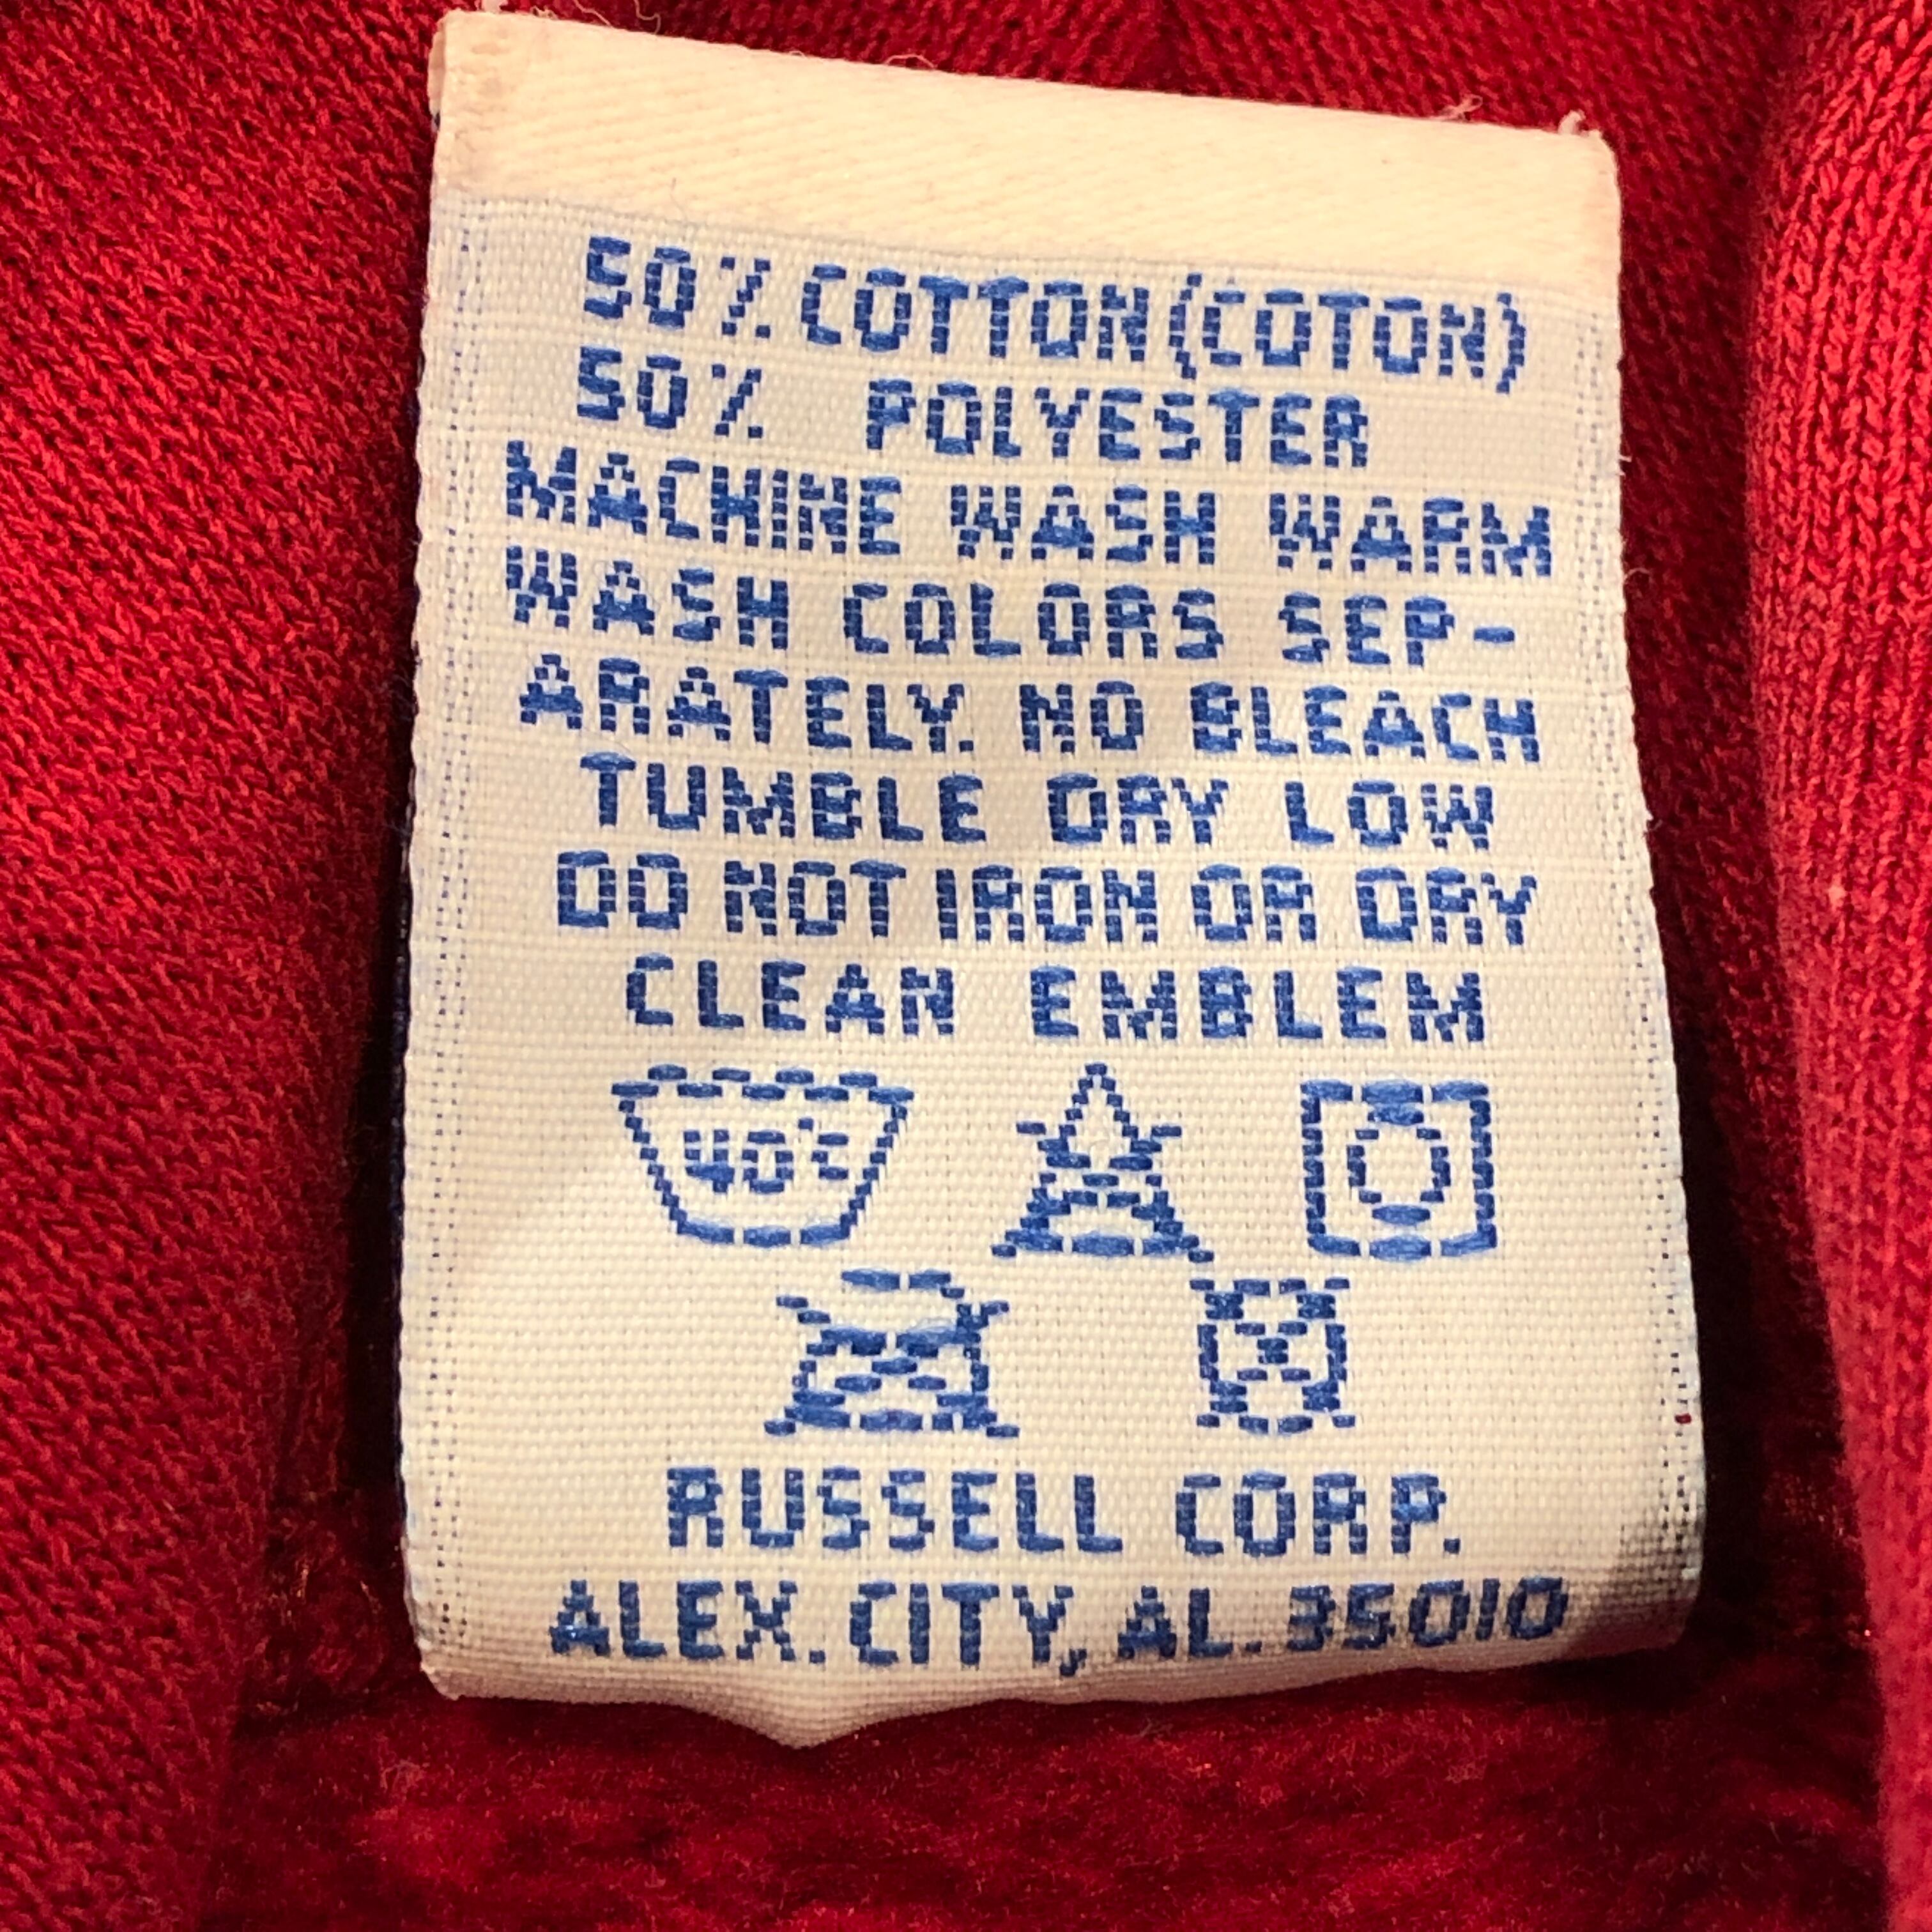 50% COTTON(COTON)
50% POLYESTER
MACHINE WASH WARM
WASH COLORS SEP-
ARATELY. NO BLEACH
TUMBLE DRY LOW
DO NOT IRON OR DRY
CLEAN EMBLEM
40°C
RUSSELL CORP.
ALEX. CITY, AL. 35010